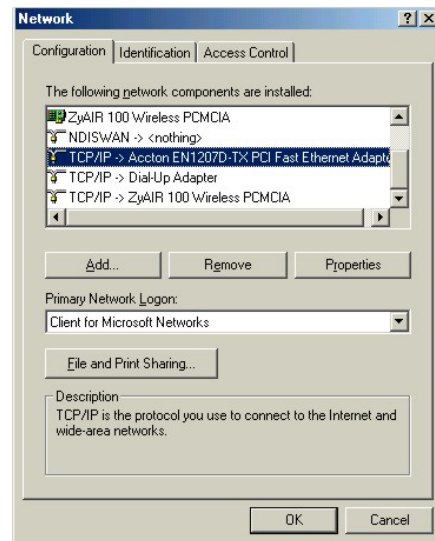 Network
Configuration Identification Access Control
The following network components are installed:
ZyAIR 100 Wireless PCMCIA
NDISWAN -> <nothing>
TCP/IP -> Accton EN1207D-TX PCI Fast Ethernet Adapte
TCP/IP -> Dial-Up Adapter
TCP/IP -> ZyAIR 100 Wireless PCMCIA
Add... Remove Properties
Primary Network Logon:
Client for Microsoft Networks
File and Print Sharing...
Description
TCP/IP is the protocol you use to connect to the Internet and
wide-area networks.
OK Cancel